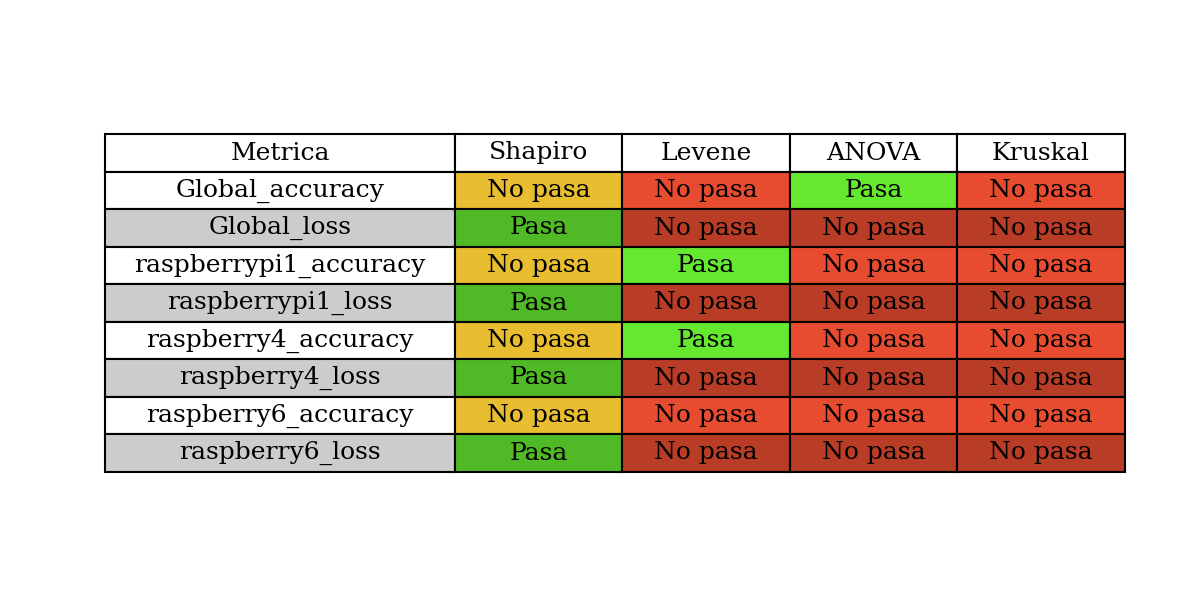 Metrica Shapiro Levene ANOVA Kruskal
Global_accuracy No pasa No pasa Pasa No pasa
Global_loss Pasa No pasa No pasa No pasa
raspberrypi1_accuracy No pasa Pasa No pasa No pasa
raspberrypi1_loss Pasa No pasa No pasa No pasa
raspberry4_accuracy No pasa Pasa No pasa No pasa
raspberry4_loss Pasa No pasa No pasa No pasa
raspberry6_accuracy No pasa No pasa No pasa No pasa
raspberry6_loss Pasa No pasa No pasa No pasa